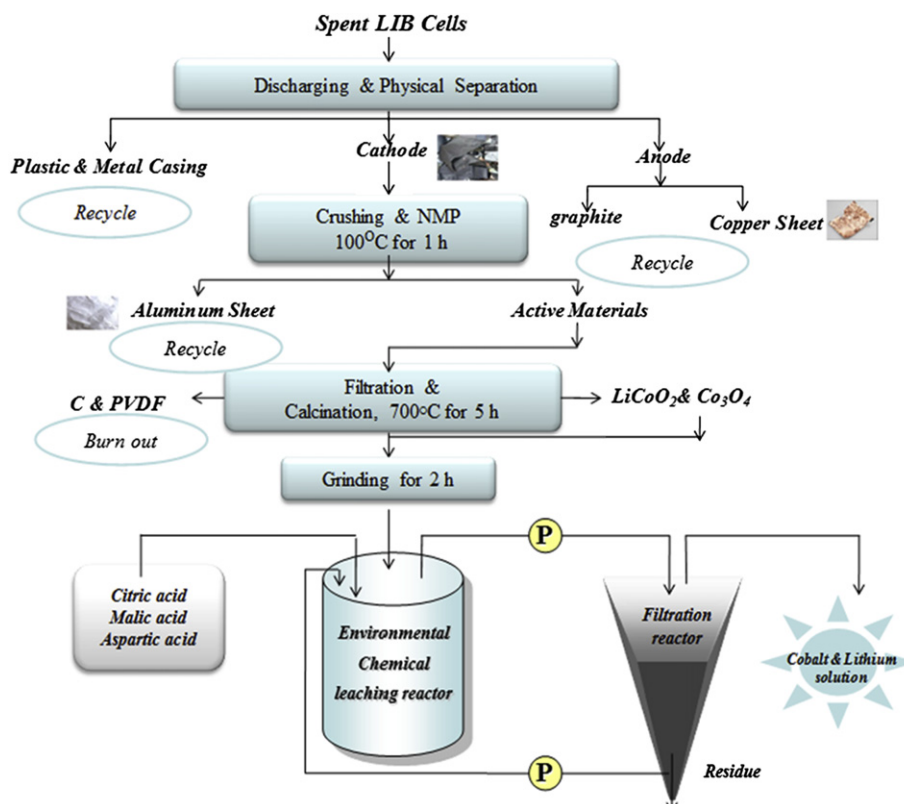 Spent LIB Cells
Discharging & Physical Separation
Plastic & Metal Casing
Cathode
Anode
Recycle
Crushing & NMP
100°C for 1 h
graphite
Copper Sheet
Recycle
Aluminum Sheet
Active Materials
Recycle
Filtration &
Calcination, 700°C for 5 h
C & PVDF
LiCoO₂& Co₃O₄
Burn out
Grinding for 2 h
P
Citric acid
Malic acid
Aspartic acid
Environmental
Chemical
leaching reactor
Filtration
reactor
Cobalt & Lithium
solution
P
Residue